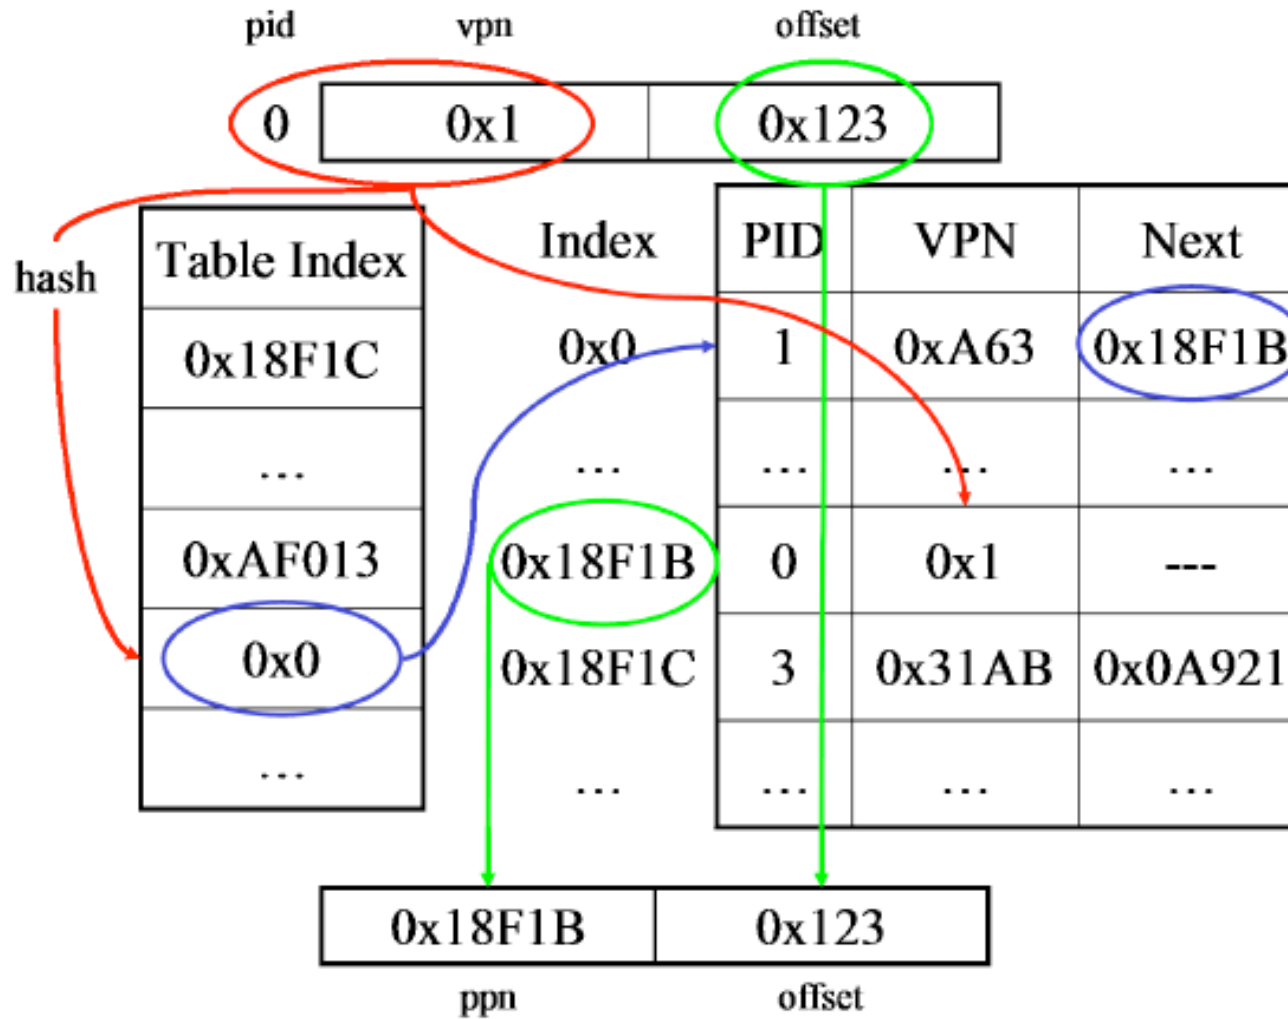 pid vpn offset
0 0x1 0x123
hash
Table Index
0x18F1C
...
0xAF013
0x0
...
Index PID VPN Next
0x0 1 0xA63 0x18F1B
... ... ... ...
0x18F1B 0 0x1 ---
0x18F1C 3 0x31AB 0x0A921
... ... ... ...
0x18F1B 0x123
ppn offset